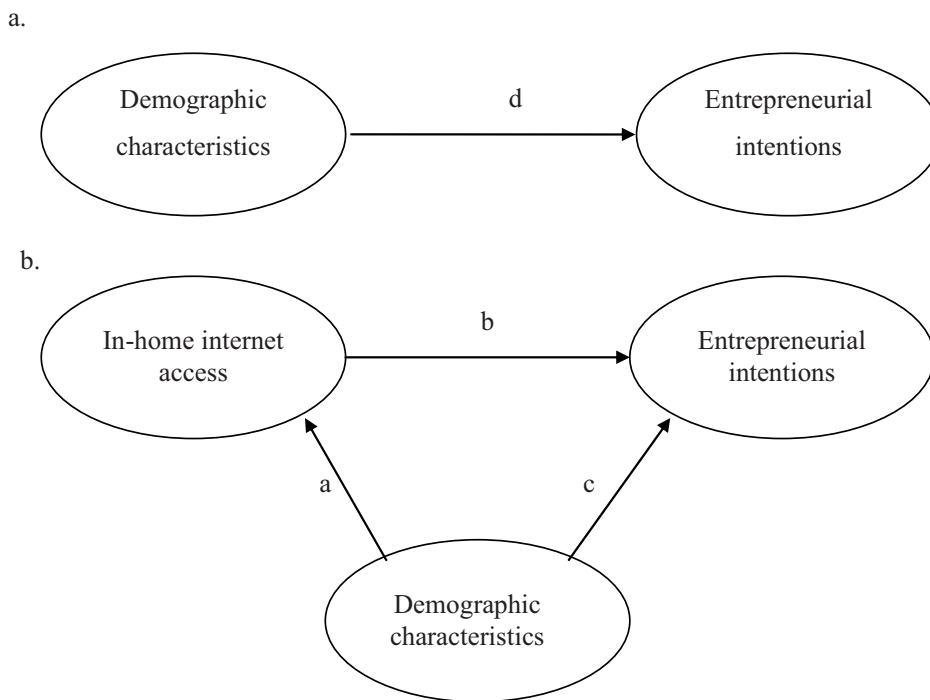 a.
Demographic
characteristics
d
Entrepreneurial
intentions
b.
In-home internet
access
b
Entrepreneurial
intentions
a
c
Demographic
characteristics